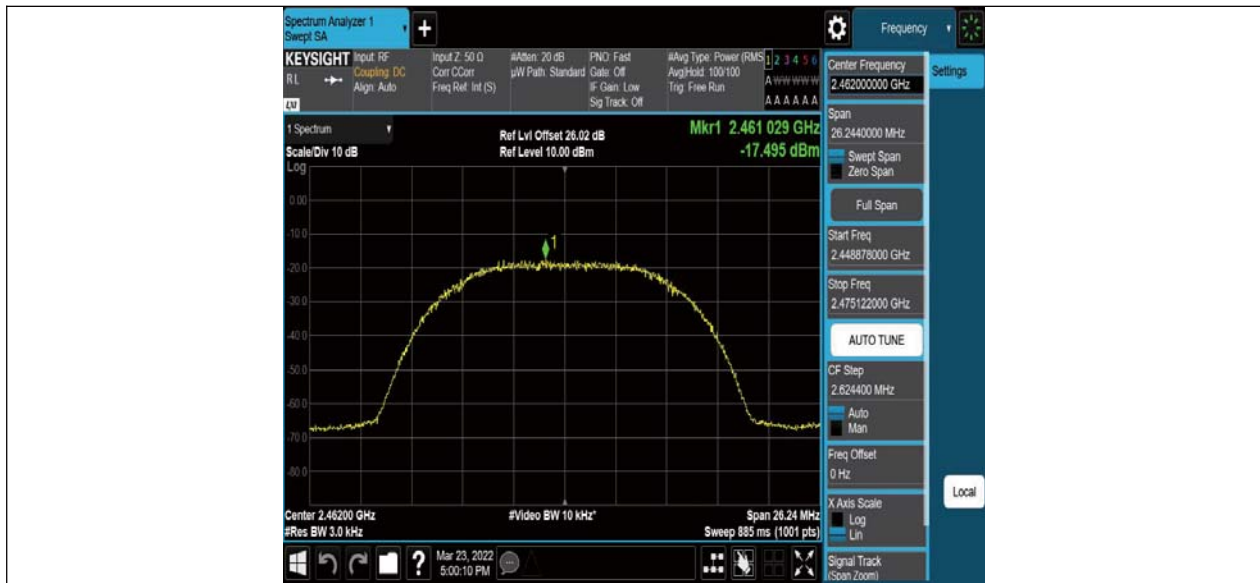 Spectrum Analyzer 1
Swept SA
+
Frequency
KEYSIGHT
RL
LXI
Input: RF
Coupling: DC
Align: Auto
Input Z: 50 Ω
Corr CCorr
Freq Ref: Int (S)
#Atten: 20 dB
µW Path: Standard
PNO: Fast
Gate: Off
IF Gain: Low
Sig Track: Off
#Avg Type: Power (RMS
Avg|Hold: 100/100
Trig: Free Run
1 2 3 4 5 6
A W W W W W
A A A A A A
1 Spectrum
Scale/Div 10 dB
Log
Ref Lvl Offset 26.02 dB
Ref Level 10.00 dBm
Mkr1 2.461 029 GHz
-17.495 dBm
1
0.00
-10.0
-20.0
-30.0
-40.0
-50.0
-60.0
-70.0
-80.0
Center 2.46200 GHz
#Res BW 3.0 kHz
#Video BW 10 kHz*
Span 26.24 MHz
Sweep 885 ms (1001 pts)
Center Frequency
2.462000000 GHz
Settings
Span
26.2440000 MHz
Swept Span
Zero Span
Full Span
Start Freq
2.448878000 GHz
Stop Freq
2.475122000 GHz
AUTO TUNE
CF Step
2.624400 MHz
Auto
Man
Freq Offset
0 Hz
X Axis Scale
Log
Lin
Local
Signal Track
(Span Zoom)
?
Mar 23, 2022
5:00:10 PM